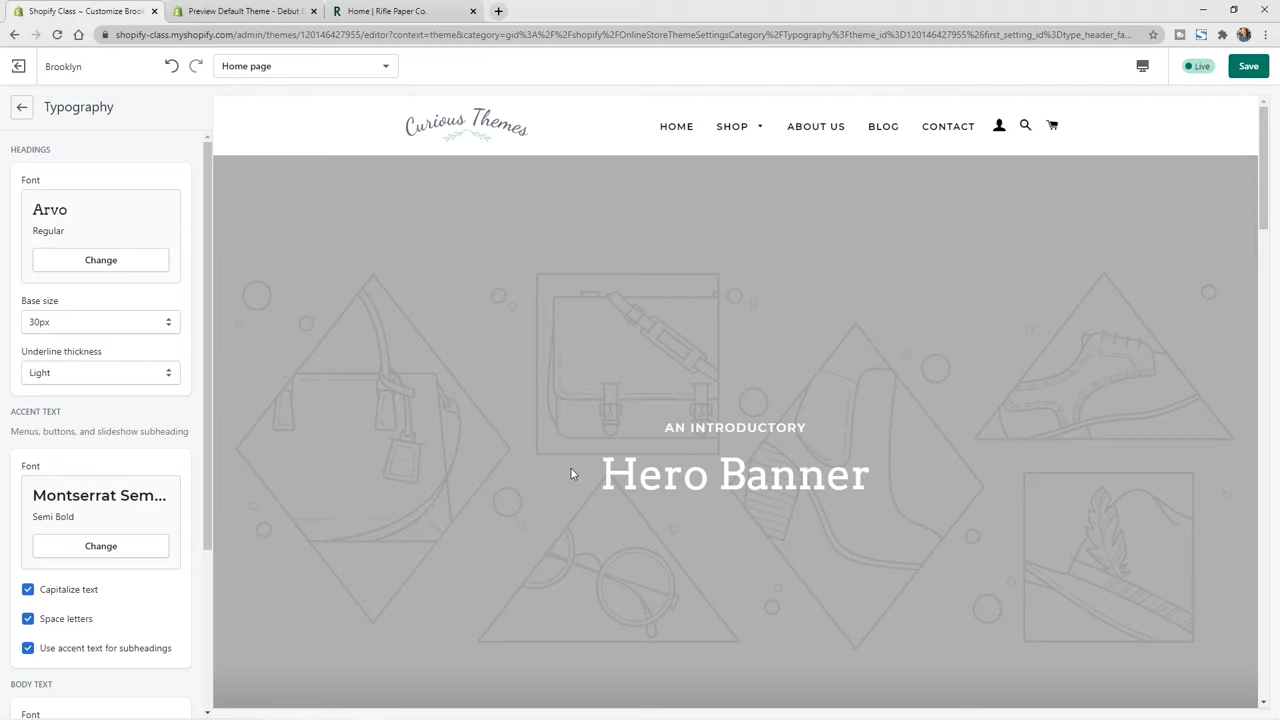 Shopify Class ~ Customize Brook
Preview Default Theme - Debut E
Home | Rifle Paper Co.
shopify-class.myshopify.com/admin/themes/120146427955/editor?context=theme&category=gid%3A%2F%2Fshopify%2FOnlineStoreThemeSettingsCategory%2FTypography%3Ftheme_id%3D120146427955%26first_setting_id%3Dtype_header_fa...
Brooklyn
Home page
Live
Save
Typography
Curious Themes
HOME SHOP ABOUT US BLOG CONTACT
HEADINGS
Font
Arvo
Regular
Change
Base size
30px
Underline thickness
Light
ACCENT TEXT
Menus, buttons, and slideshow subheading
Font
Montserrat Sem...
Semi Bold
Change
Capitalize text
Space letters
Use accent text for subheadings
BODY TEXT
Font
AN INTRODUCTORY
Hero Banner